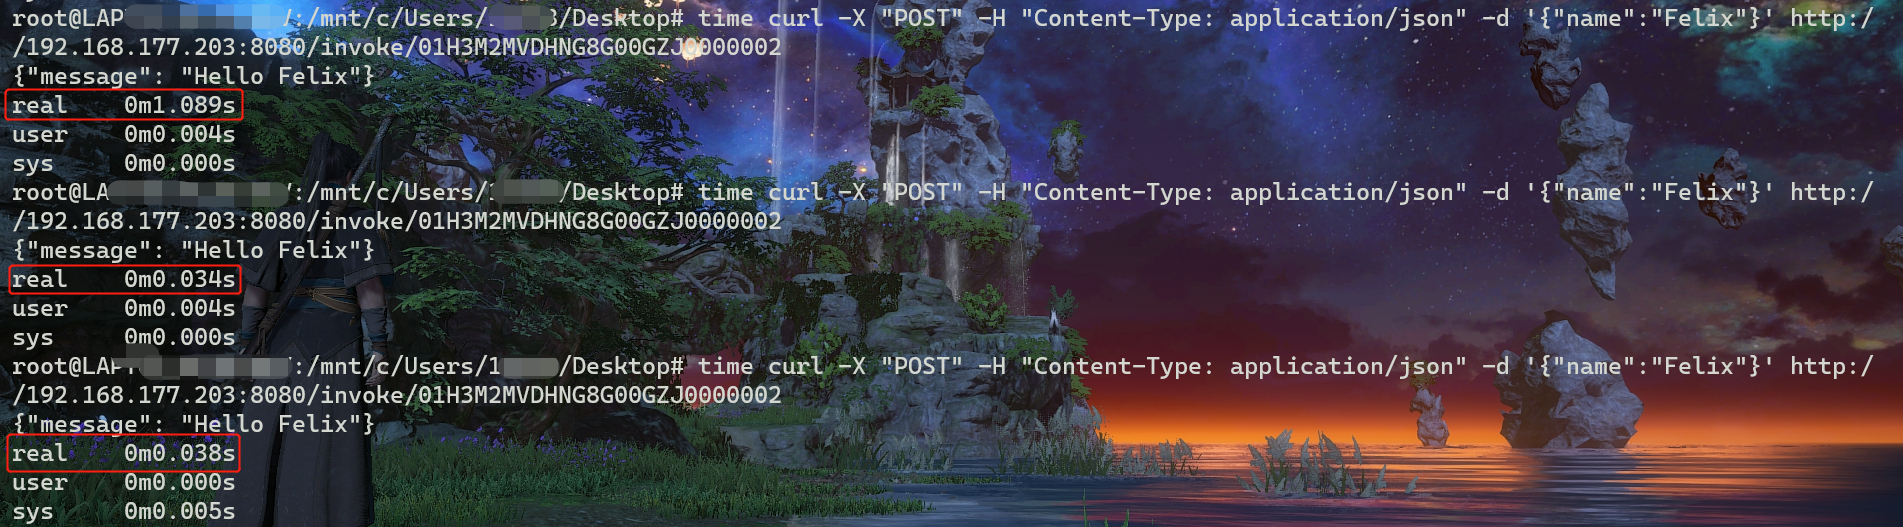 root@LAP :/mnt/c/Users/ /Desktop# time curl -X "POST" -H "Content-Type: application/json" -d '{"name":"Felix"}' http:/
/192.168.177.203:8080/invoke/01H3M2MVDHNG8G00GZJ0000002
{"message": "Hello Felix"}
real 0m1.089s
user 0m0.004s
sys 0m0.000s
root@LA :/mnt/c/Users/ /Desktop# time curl -X "POST" -H "Content-Type: application/json" -d '{"name":"Felix"}' http:/
/192.168.177.203:8080/invoke/01H3M2MVDHNG8G00GZJ0000002
{"message": "Hello Felix"}
real 0m0.034s
user 0m0.004s
sys 0m0.000s
root@LAP :/mnt/c/Users/1 /Desktop# time curl -X "POST" -H "Content-Type: application/json" -d '{"name":"Felix"}' http:/
/192.168.177.203:8080/invoke/01H3M2MVDHNG8G00GZJ0000002
{"message": "Hello Felix"}
real 0m0.038s
user 0m0.000s
sys 0m0.005s